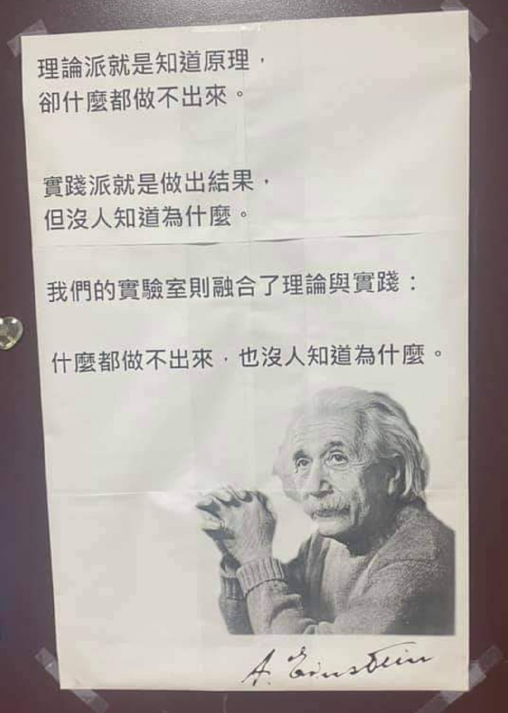 理論派就是知道原理，
卻什麼都做不出來。
實踐派就是做出結果，
但沒人知道為什麼。
我們的實驗室則融合了理論與實踐：
什麼都做不出來，也沒人知道為什麼。
A. Einstein